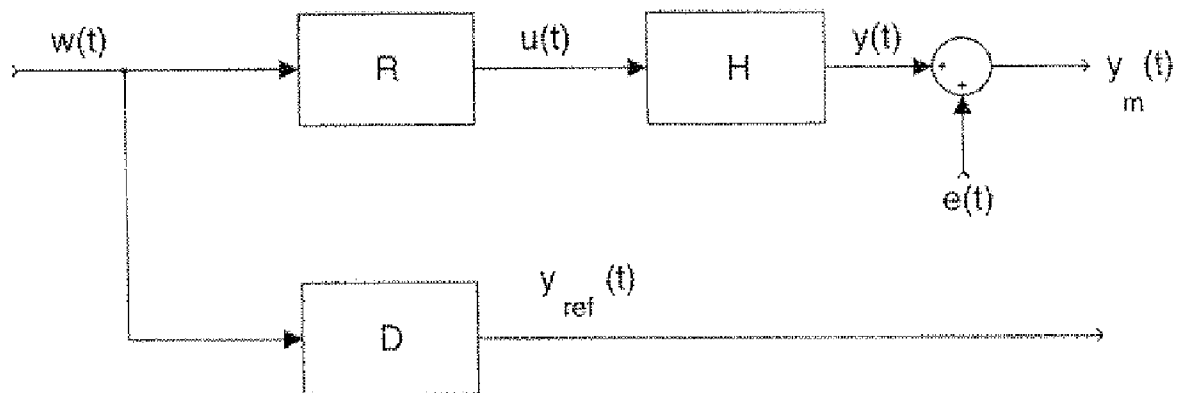 w(t)
R
u(t)
H
y(t)
+
+
y m (t)
e(t)
D
y ref (t)